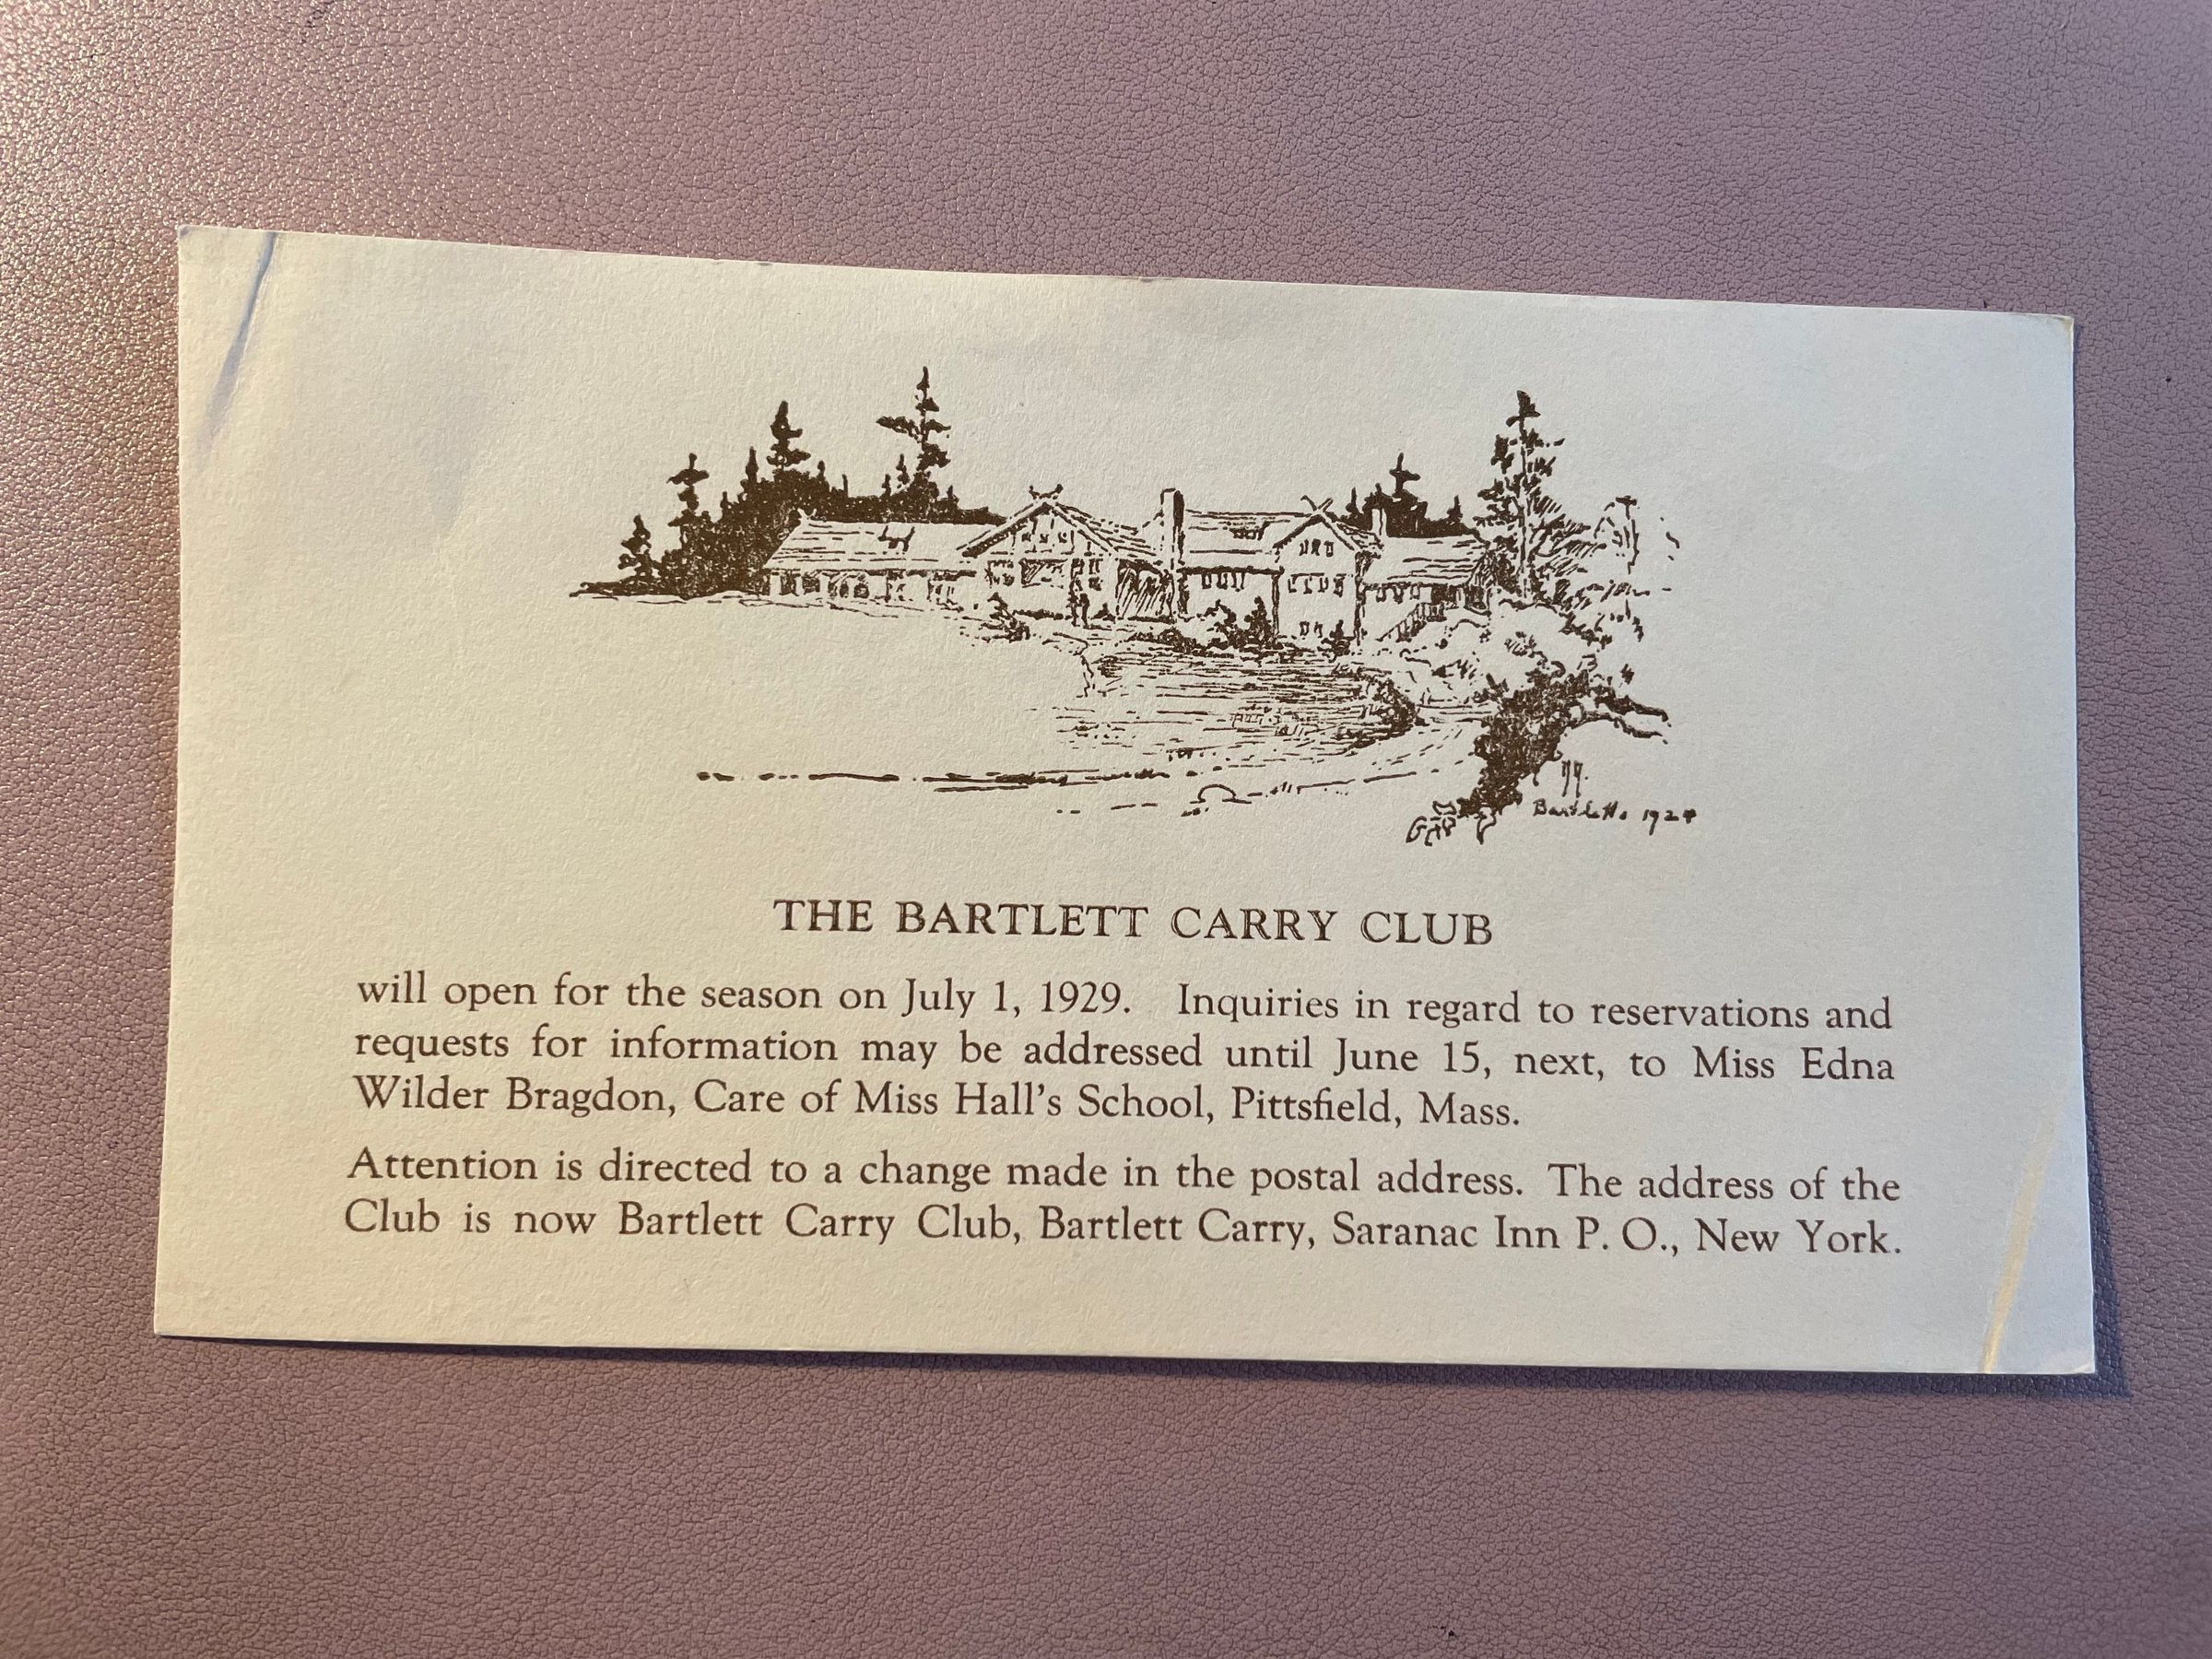 Bartletts 192
THE BARTLETT CARRY CLUB
will open for the season on July 1, 1929. Inquiries in regard to reservations and
requests for information may be addressed until June 15, next, to Miss Edna
Wilder Bragdon, Care of Miss Hall's School, Pittsfield, Mass.
Attention is directed to a change made in the postal address. The address of the
Club is now Bartlett Carry Club, Bartlett Carry, Saranac Inn P. O., New York.